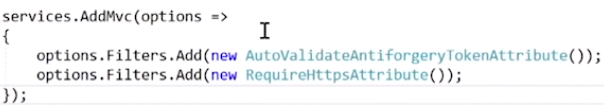 services.AddMvc(options =>
{
    options.Filters.Add(new AutoValidateAntiforgeryTokenAttribute());
    options.Filters.Add(new RequireHttpsAttribute());
});